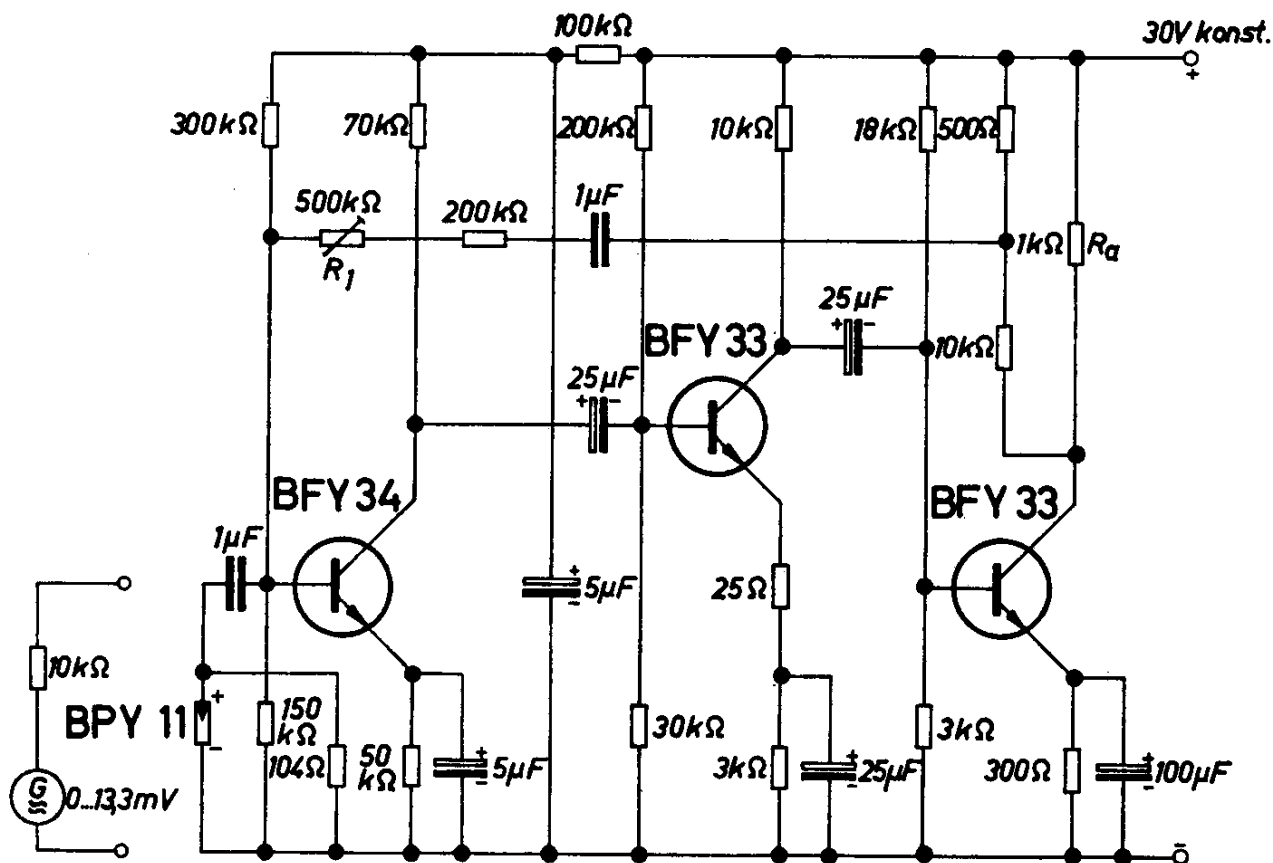 100kΩ
30V konst.
+
300kΩ
70kΩ
200kΩ
10kΩ
18kΩ
500Ω
500kΩ
R1
200kΩ
1µF
1kΩ
Ra
25µF
+ -
10kΩ
BFY 33
25µF
+ -
BFY 34
BFY 33
1µF
+
-
5µF
25Ω
10kΩ
BPY 11
+
-
150
kΩ
104Ω
50
kΩ
+
-
5µF
30kΩ
3kΩ
+
-
25µF
3kΩ
300Ω
+
-
100µF
G
0...13,3mV
-